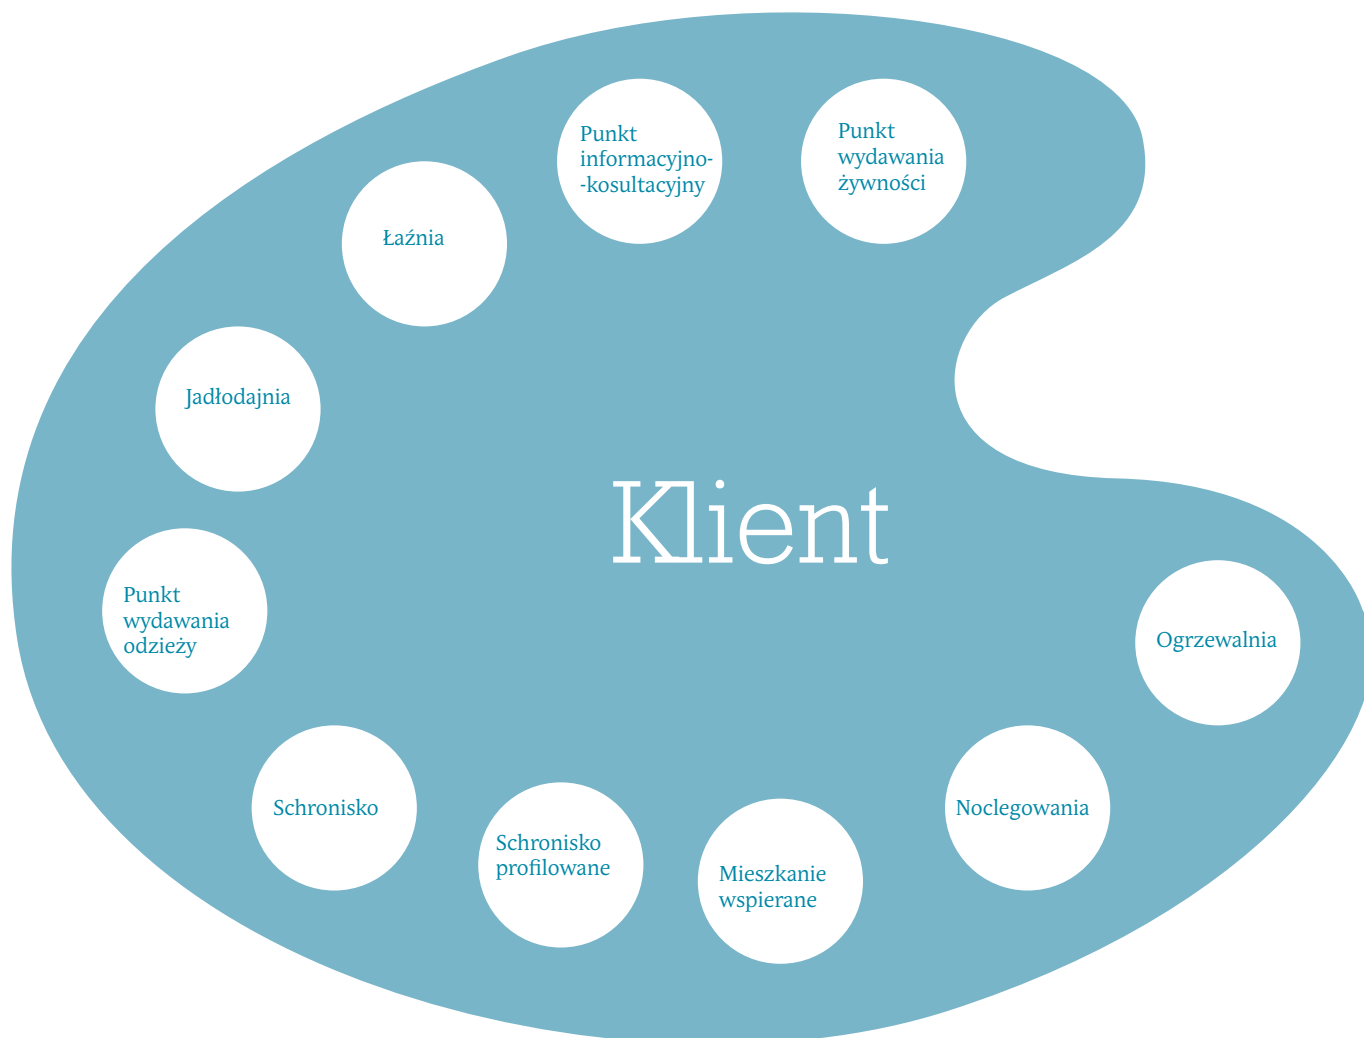 Punkt
informacyjno-
-kosultacyjny
Punkt
wydawania
żywności
Łaźnia
Jadłodajnia
Klient
Punkt
wydawania
odzieży
Ogrzewalnia
Schronisko
Noclegowania
Schronisko
profilowane
Mieszkanie
wspierane